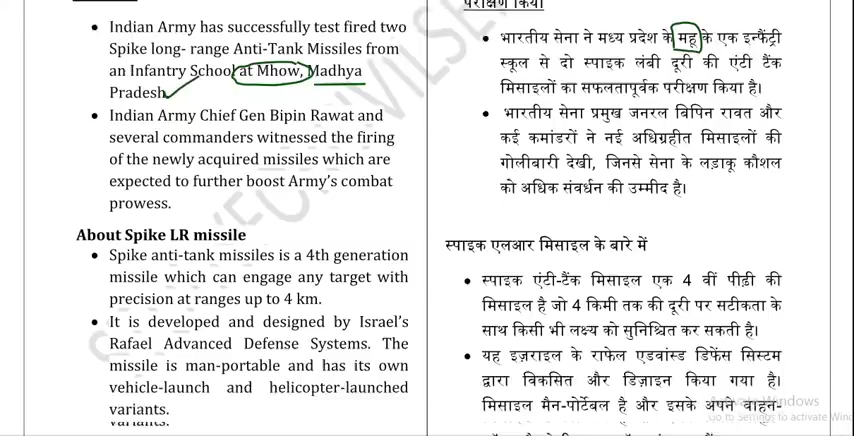 • Indian Army has successfully test fired two
Spike long- range Anti-Tank Missiles from
an Infantry School at Mhow, Madhya
Pradesh.
• Indian Army Chief Gen Bipin Rawat and
several commanders witnessed the firing
of the newly acquired missiles which are
expected to further boost Army's combat
prowess.
About Spike LR missile
• Spike anti-tank missiles is a 4th generation
missile which can engage any target with
precision at ranges up to 4 km.
• It is developed and designed by Israel's
Rafael Advanced Defense Systems. The
missile is man-portable and has its own
vehicle-launch and helicopter-launched
variants.
परीक्षण किया
• भारतीय सेना ने मध्य प्रदेश के महू के एक इन्फैंट्री
स्कूल से दो स्पाइक लंबी दूरी की एंटी टैंक
मिसाइलों का सफलतापूर्वक परीक्षण किया है।
• भारतीय सेना प्रमुख जनरल बिपिन रावत और
कई कमांडरों ने नई अधिग्रहीत मिसाइलों की
गोलीबारी देखी, जिनसे सेना के लड़ाकू कौशल
को अधिक संवर्धन की उम्मीद है।
स्पाइक एलआर मिसाइल के बारे में
• स्पाइक एंटी-टैंक मिसाइल एक 4 वीं पीढ़ी की
मिसाइल है जो 4 किमी तक की दूरी पर सटीकता के
साथ किसी भी लक्ष्य को सुनिश्चित कर सकती है।
• यह इज़राइल के राफेल एडवांस्ड डिफेंस सिस्टम
द्वारा विकसित और डिज़ाइन किया गया है।
मिसाइल मैन-पोर्टेबल है और इसके अपने वाहन-
Activate Windows
Go to Settings to activate Win